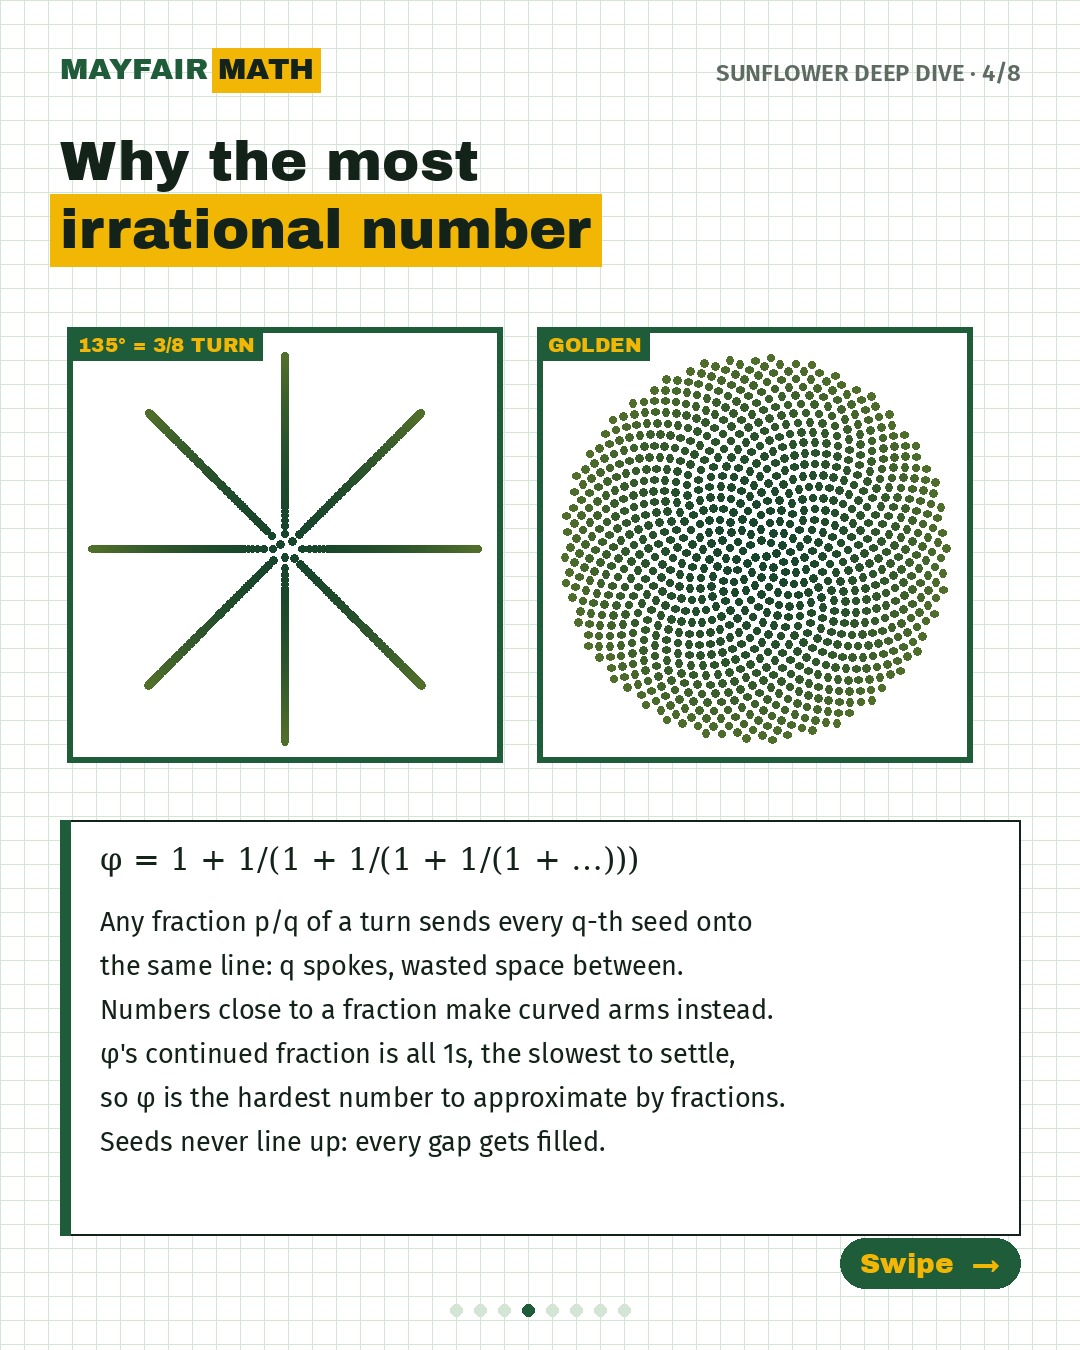 MAYFAIR MATH
SUNFLOWER DEEP DIVE · 4/8
Why the most
irrational number
135° = 3/8 TURN
GOLDEN
φ = 1 + 1/(1 + 1/(1 + 1/(1 + …)))
Any fraction p/q of a turn sends every q-th seed onto
the same line: q spokes, wasted space between.
Numbers close to a fraction make curved arms instead.
φ's continued fraction is all 1s, the slowest to settle,
so φ is the hardest number to approximate by fractions.
Seeds never line up: every gap gets filled.
Swipe →